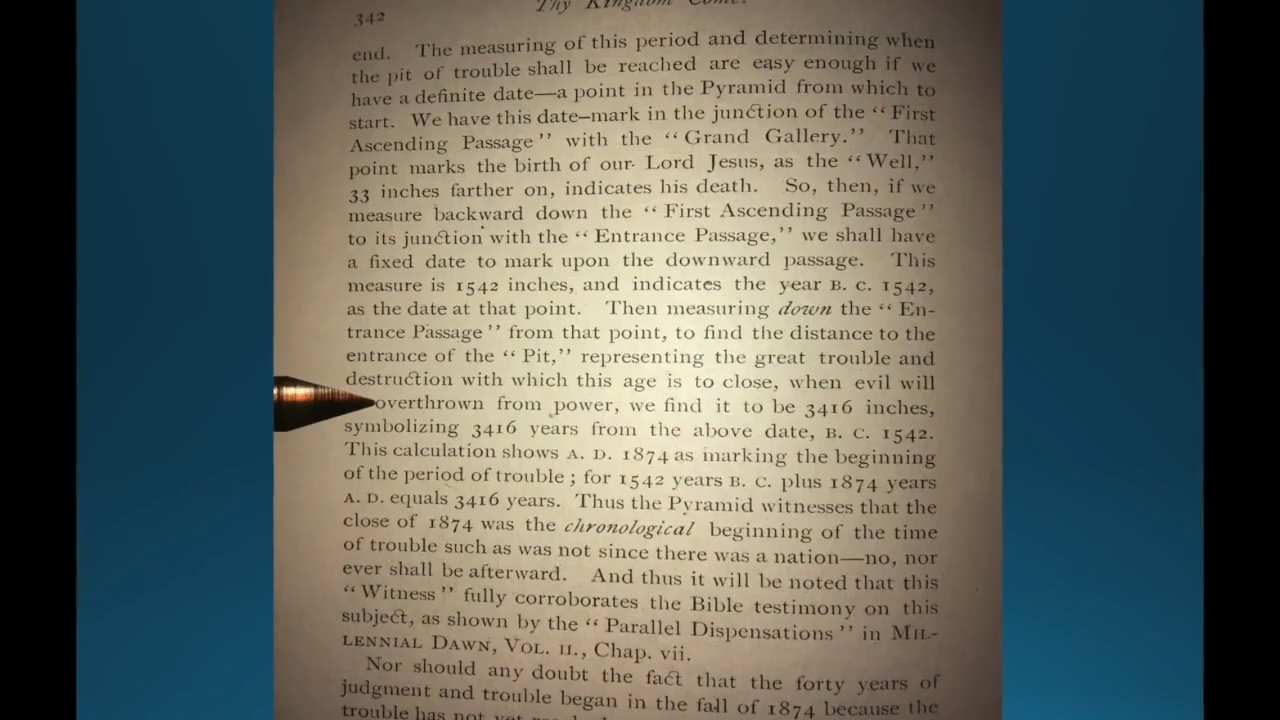 342 Thy Kingdom Come.
end. The measuring of this period and determining when
the pit of trouble shall be reached are easy enough if we
have a definite date—a point in the Pyramid from which to
start. We have this date–mark in the junction of the “ First
Ascending Passage ” with the “ Grand Gallery.” That
point marks the birth of our Lord Jesus, as the “ Well,”
33 inches farther on, indicates his death. So, then, if we
measure backward down the “ First Ascending Passage ”
to its junction with the “ Entrance Passage,” we shall have
a fixed date to mark upon the downward passage. This
measure is 1542 inches, and indicates the year B. C. 1542,
as the date at that point. Then measuring down the “ En-
trance Passage ” from that point, to find the distance to the
entrance of the “ Pit,” representing the great trouble and
destruction with which this age is to close, when evil will
overthrown from power, we find it to be 3416 inches,
symbolizing 3416 years from the above date, B. C. 1542.
This calculation shows A. D. 1874 as marking the beginning
of the period of trouble ; for 1542 years B. C. plus 1874 years
A. D. equals 3416 years. Thus the Pyramid witnesses that the
close of 1874 was the chronological beginning of the time
of trouble such as was not since there was a nation—no, nor
ever shall be afterward. And thus it will be noted that this
“ Witness ” fully corroborates the Bible testimony on this
subject, as shown by the “ Parallel Dispensations ” in MIL-
LENNIAL DAWN, VOL. II., Chap. vii.
Nor should any doubt the fact that the forty years of
judgment and trouble began in the fall of 1874 because the
trouble has not yet